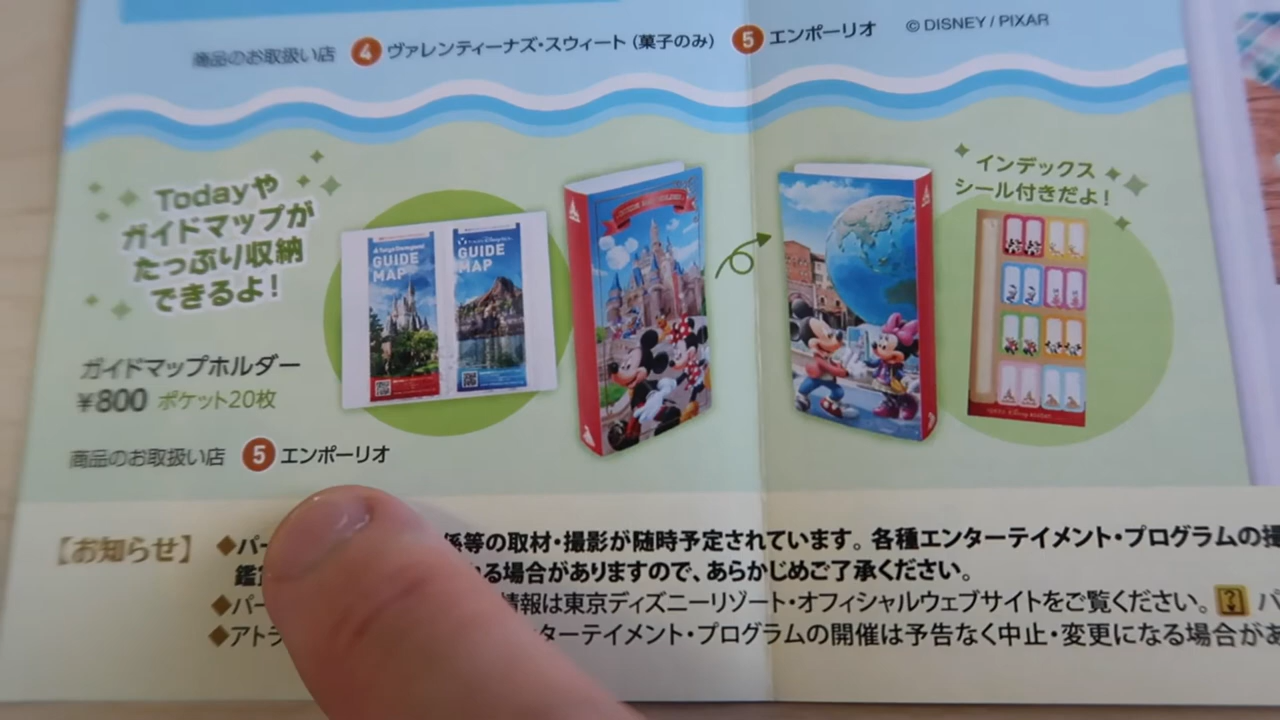 商品のお取扱い店 4 ヴァレンティーナズ・スウィート（菓子のみ） 5 エンポーリオ © DISNEY / PIXAR
Todayや
ガイドマップが
たっぷり収納
できるよ！
GUIDE
MAP
GUIDE
MAP
インデックス
シール付きだよ！
ガイドマップホルダー
¥800 ポケット20枚
商品のお取扱い店 5 エンポーリオ
【お知らせ】 ◆パー 係等の取材・撮影が随時予定されています。各種エンターテイメント・プログラムの撮
鑑賞 る場合がありますので、あらかじめご了承ください。
◆パー 情報は東京ディズニーリゾート・オフィシャルウェブサイトをご覧ください。 ? パ
◆アトラ ンターテイメント・プログラムの開催は予告なく中止・変更になる場合があ